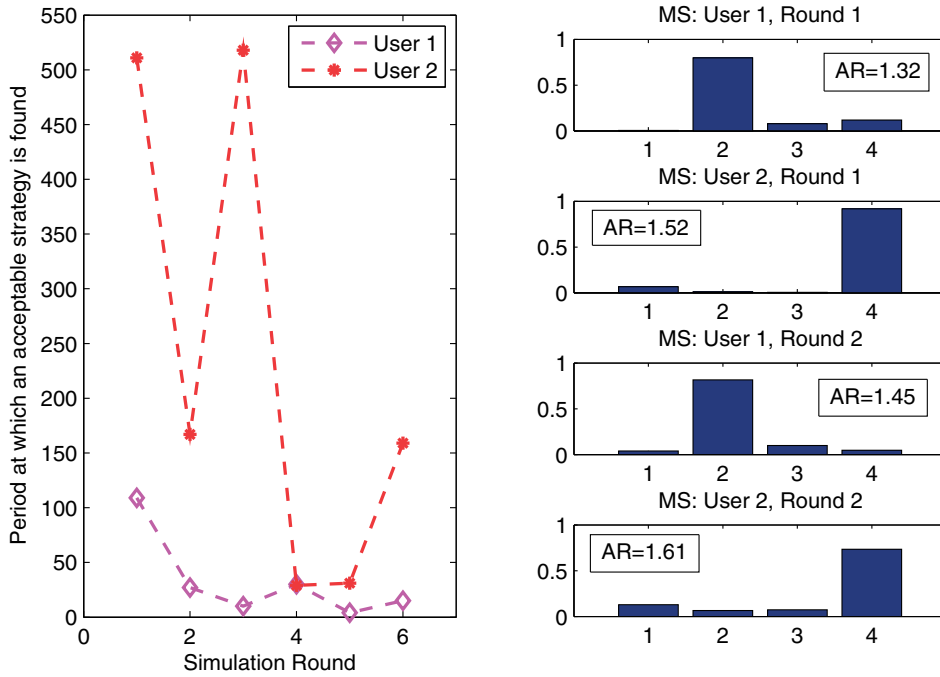 Period at which an acceptable strategy is found
550
500
450
400
350
300
250
200
150
100
50
0
0 2 4 6
Simulation Round
User 1
User 2
MS: User 1, Round 1
1
0.5
0
AR=1.32
1 2 3 4
MS: User 2, Round 1
1
0.5
0
AR=1.52
1 2 3 4
MS: User 1, Round 2
1
0.5
0
AR=1.45
1 2 3 4
MS: User 2, Round 2
1
0.5
0
AR=1.61
1 2 3 4